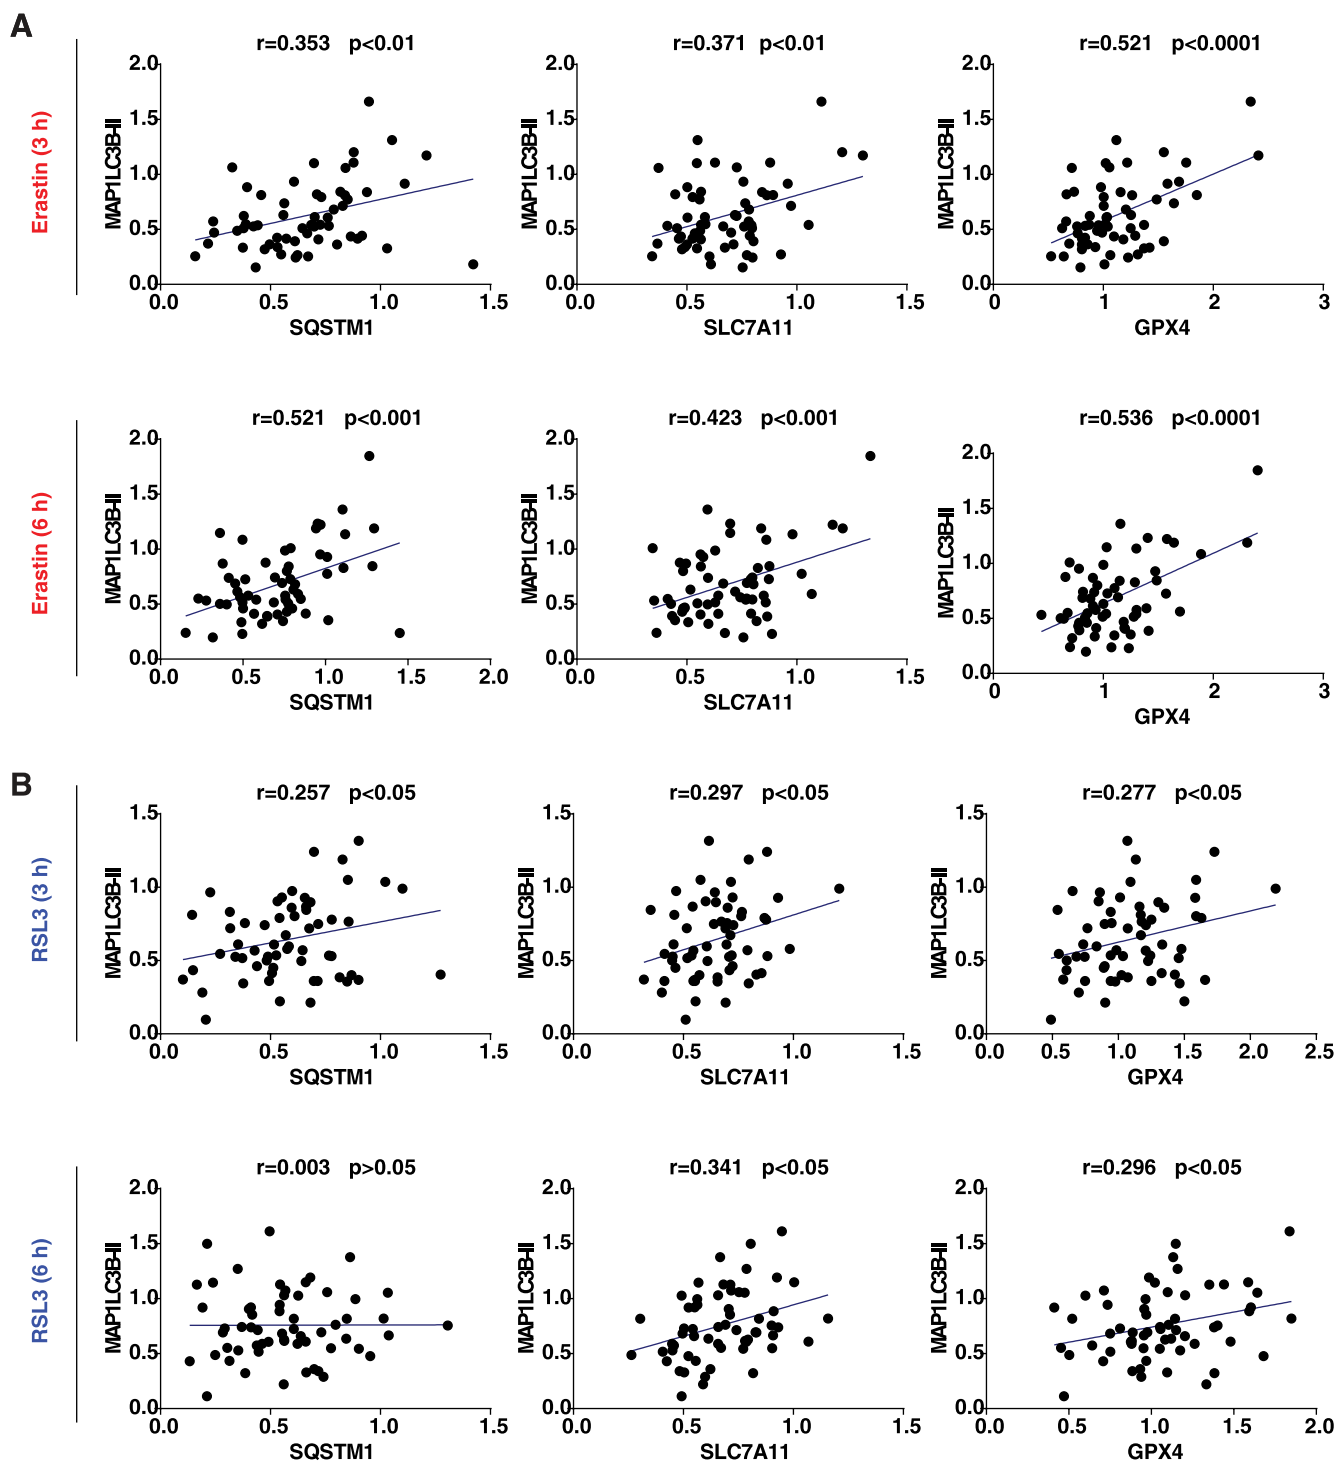 A
Erastin (3 h)
r=0.353 p<0.01
MAP1LC3B-II
2.0
1.5
1.0
0.5
0.0
0.0 0.5 1.0 1.5
SQSTM1
r=0.371 p<0.01
MAP1LC3B-II
2.0
1.5
1.0
0.5
0.0
0.0 0.5 1.0 1.5
SLC7A11
r=0.521 p<0.0001
MAP1LC3B-II
2.0
1.5
1.0
0.5
0.0
0 1 2 3
GPX4
Erastin (6 h)
r=0.521 p<0.001
MAP1LC3B-II
2.0
1.5
1.0
0.5
0.0
0.0 0.5 1.0 1.5 2.0
SQSTM1
r=0.423 p<0.001
MAP1LC3B-II
2.0
1.5
1.0
0.5
0.0
0.0 0.5 1.0 1.5
SLC7A11
r=0.536 p<0.0001
MAP1LC3B-II
2.0
1.5
1.0
0.5
0.0
0 1 2 3
GPX4
B
RSL3 (3 h)
r=0.257 p<0.05
MAP1LC3B-II
1.5
1.0
0.5
0.0
0.0 0.5 1.0 1.5
SQSTM1
r=0.297 p<0.05
MAP1LC3B-II
1.5
1.0
0.5
0.0
0.0 0.5 1.0 1.5
SLC7A11
r=0.277 p<0.05
MAP1LC3B-II
1.5
1.0
0.5
0.0
0.0 0.5 1.0 1.5 2.0 2.5
GPX4
RSL3 (6 h)
r=0.003 p>0.05
MAP1LC3B-II
2.0
1.5
1.0
0.5
0.0
0.0 0.5 1.0 1.5
SQSTM1
r=0.341 p<0.05
MAP1LC3B-II
2.0
1.5
1.0
0.5
0.0
0.0 0.5 1.0 1.5
SLC7A11
r=0.296 p<0.05
MAP1LC3B-II
2.0
1.5
1.0
0.5
0.0
0.0 0.5 1.0 1.5 2.0
GPX4